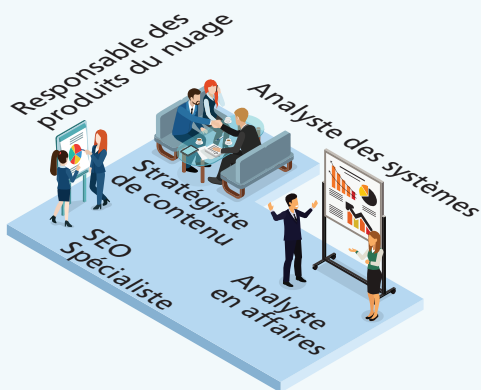 Responsable des
produits du nuage
Analyste des systèmes
Stratégiste
de contenu
SEO
Spécialiste
Analyste
en affaires